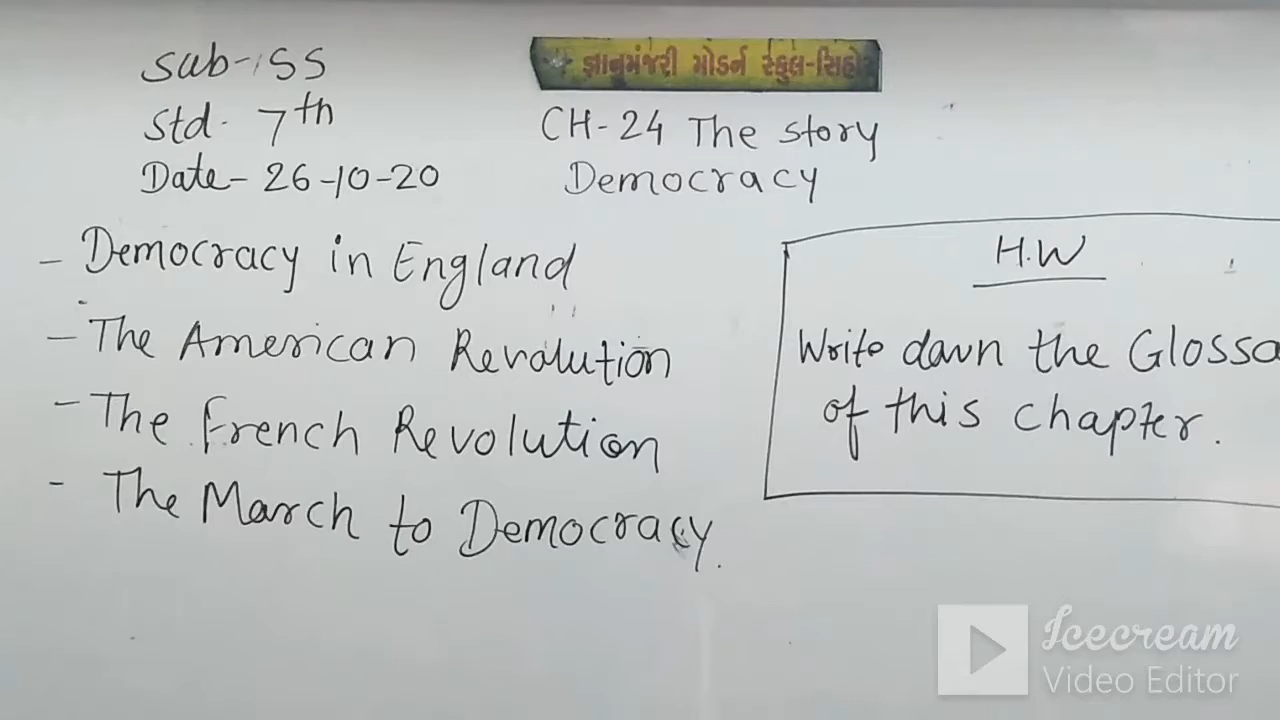 Sub- SS
Std- 7th
Date- 26-10-20
જ્ઞાનમંજરી મોડર્ન સ્કુલ-સિહોર
CH-24 The Story
Democracy
- Democracy in England
- The American Revolution
- The French Revolution
- The March to Democracy.
H.W
Write down the Glossa
of this chapter.
Icecream
Video Editor